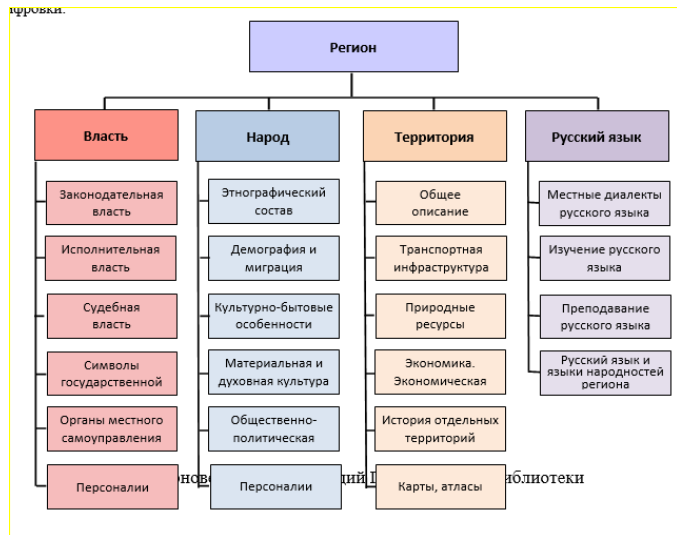 Регион
Власть
Законодательная
власть
Исполнительная
власть
Судебная
власть
Символы
государственной
Органы местного
самоуправления
Персоналии
Народ
Этнографический
состав
Демография и
миграция
Культурно-бытовые
особенности
Материальная и
духовная культура
Общественно-
политическая
Персоналии
Территория
Общее
описание
Транспортная
инфраструктура
Природные
ресурсы
Экономика.
Экономическая
История отдельных
территорий
Карты, атласы
Русский язык
Местные диалекты
русского языка
Изучение русского
языка
Преподавание
русского языка
Русский язык и
языки народностей
региона